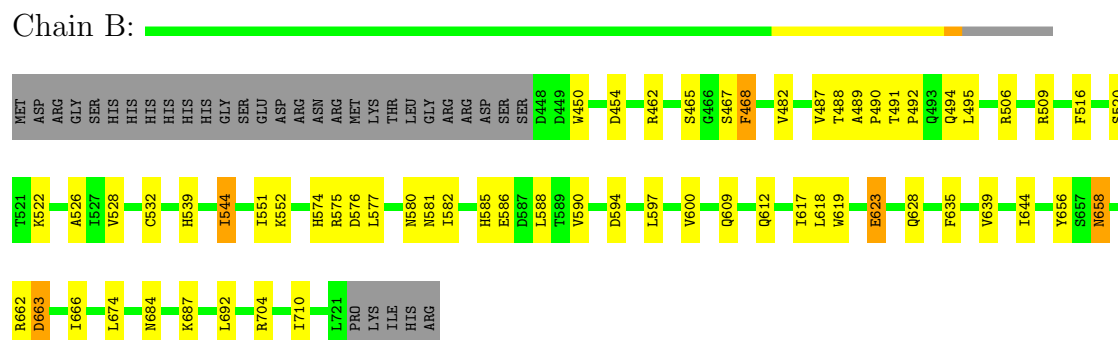 Chain B:
MET ASP ARG GLY SER HIS HIS HIS HIS HIS HIS GLY SER GLU ASP ARG ASN ARG MET LYS THR LEU GLY ARG ARG ASP SER SER D448 D449 W450 D454 R462 S465 G466 S467 F468 V482 V487 T488 A489 P490 T491 P492 Q493 Q494 L495 R506 R509 F516 S520
T521 K522 A526 I527 V528 C532 H539 I544 I551 K552 H574 R575 D576 L577 N580 N581 I582 H585 E586 D587 L588 T589 V590 D594 L597 V600 Q609 Q612 I617 L618 W619 E623 Q628 F635 V639 I644 Y656 S657 N658
R662 D663 I666 L674 N684 K687 L692 R704 I710 L721 PRO LYS ILE HIS ARG